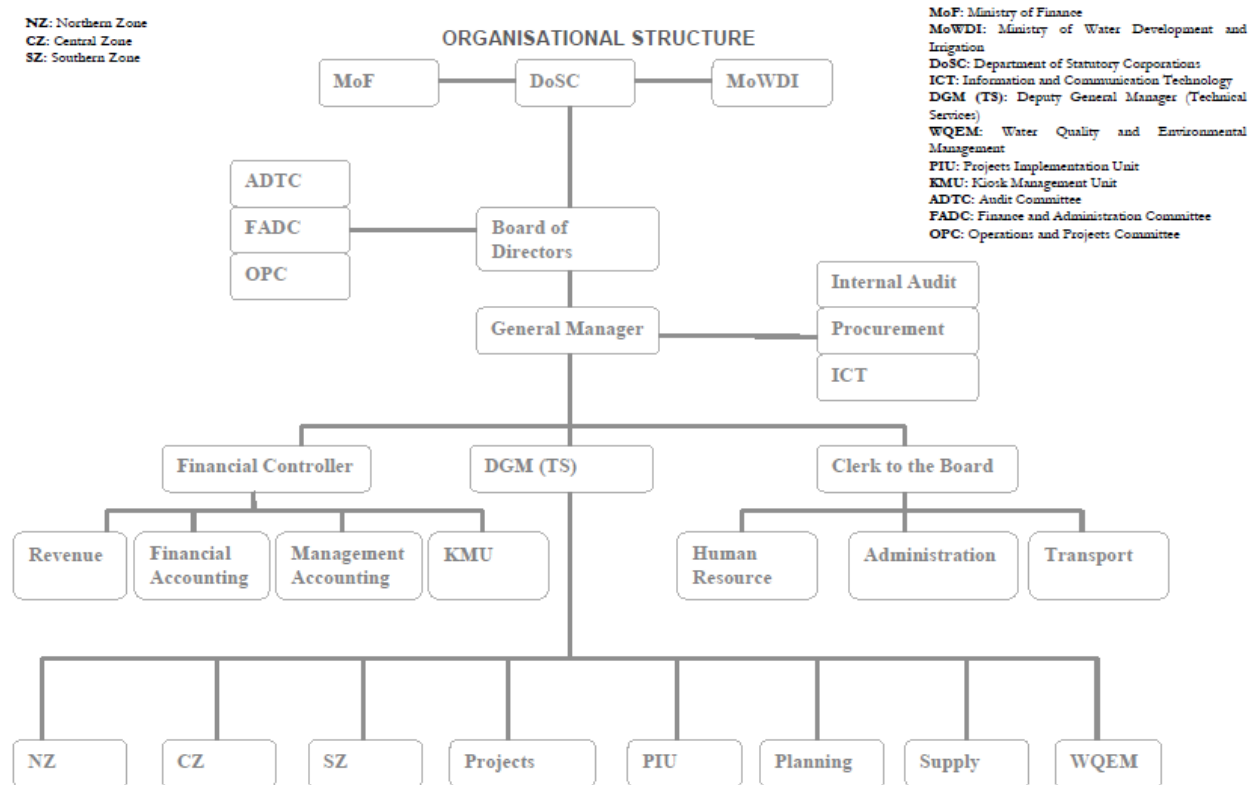 NZ: Northern Zone
CZ: Central Zone
SZ: Southern Zone
MoF: Ministry of Finance
MoWDI: Ministry of Water Development and
Irrigation
DoSC: Department of Statutory Corporations
ICT: Information and Communication Technology
DGM (TS): Deputy General Manager (Technical
Services)
WQEM: Water Quality and Environmental
Management
PIU: Projects Implementation Unit
KMU: Kiosk Management Unit
ADTC: Audit Committee
FADC: Finance and Administration Committee
OPC: Operations and Projects Committee
ORGANISATIONAL STRUCTURE
MoF
DoSC
MoWDI
ADTC
FADC
OPC
Board of
Directors
General Manager
Internal Audit
Procurement
ICT
Financial Controller
DGM (TS)
Clerk to the Board
Revenue
Financial
Accounting
Management
Accounting
KMU
Human
Resource
Administration
Transport
NZ
CZ
SZ
Projects
PIU
Planning
Supply
WQEM